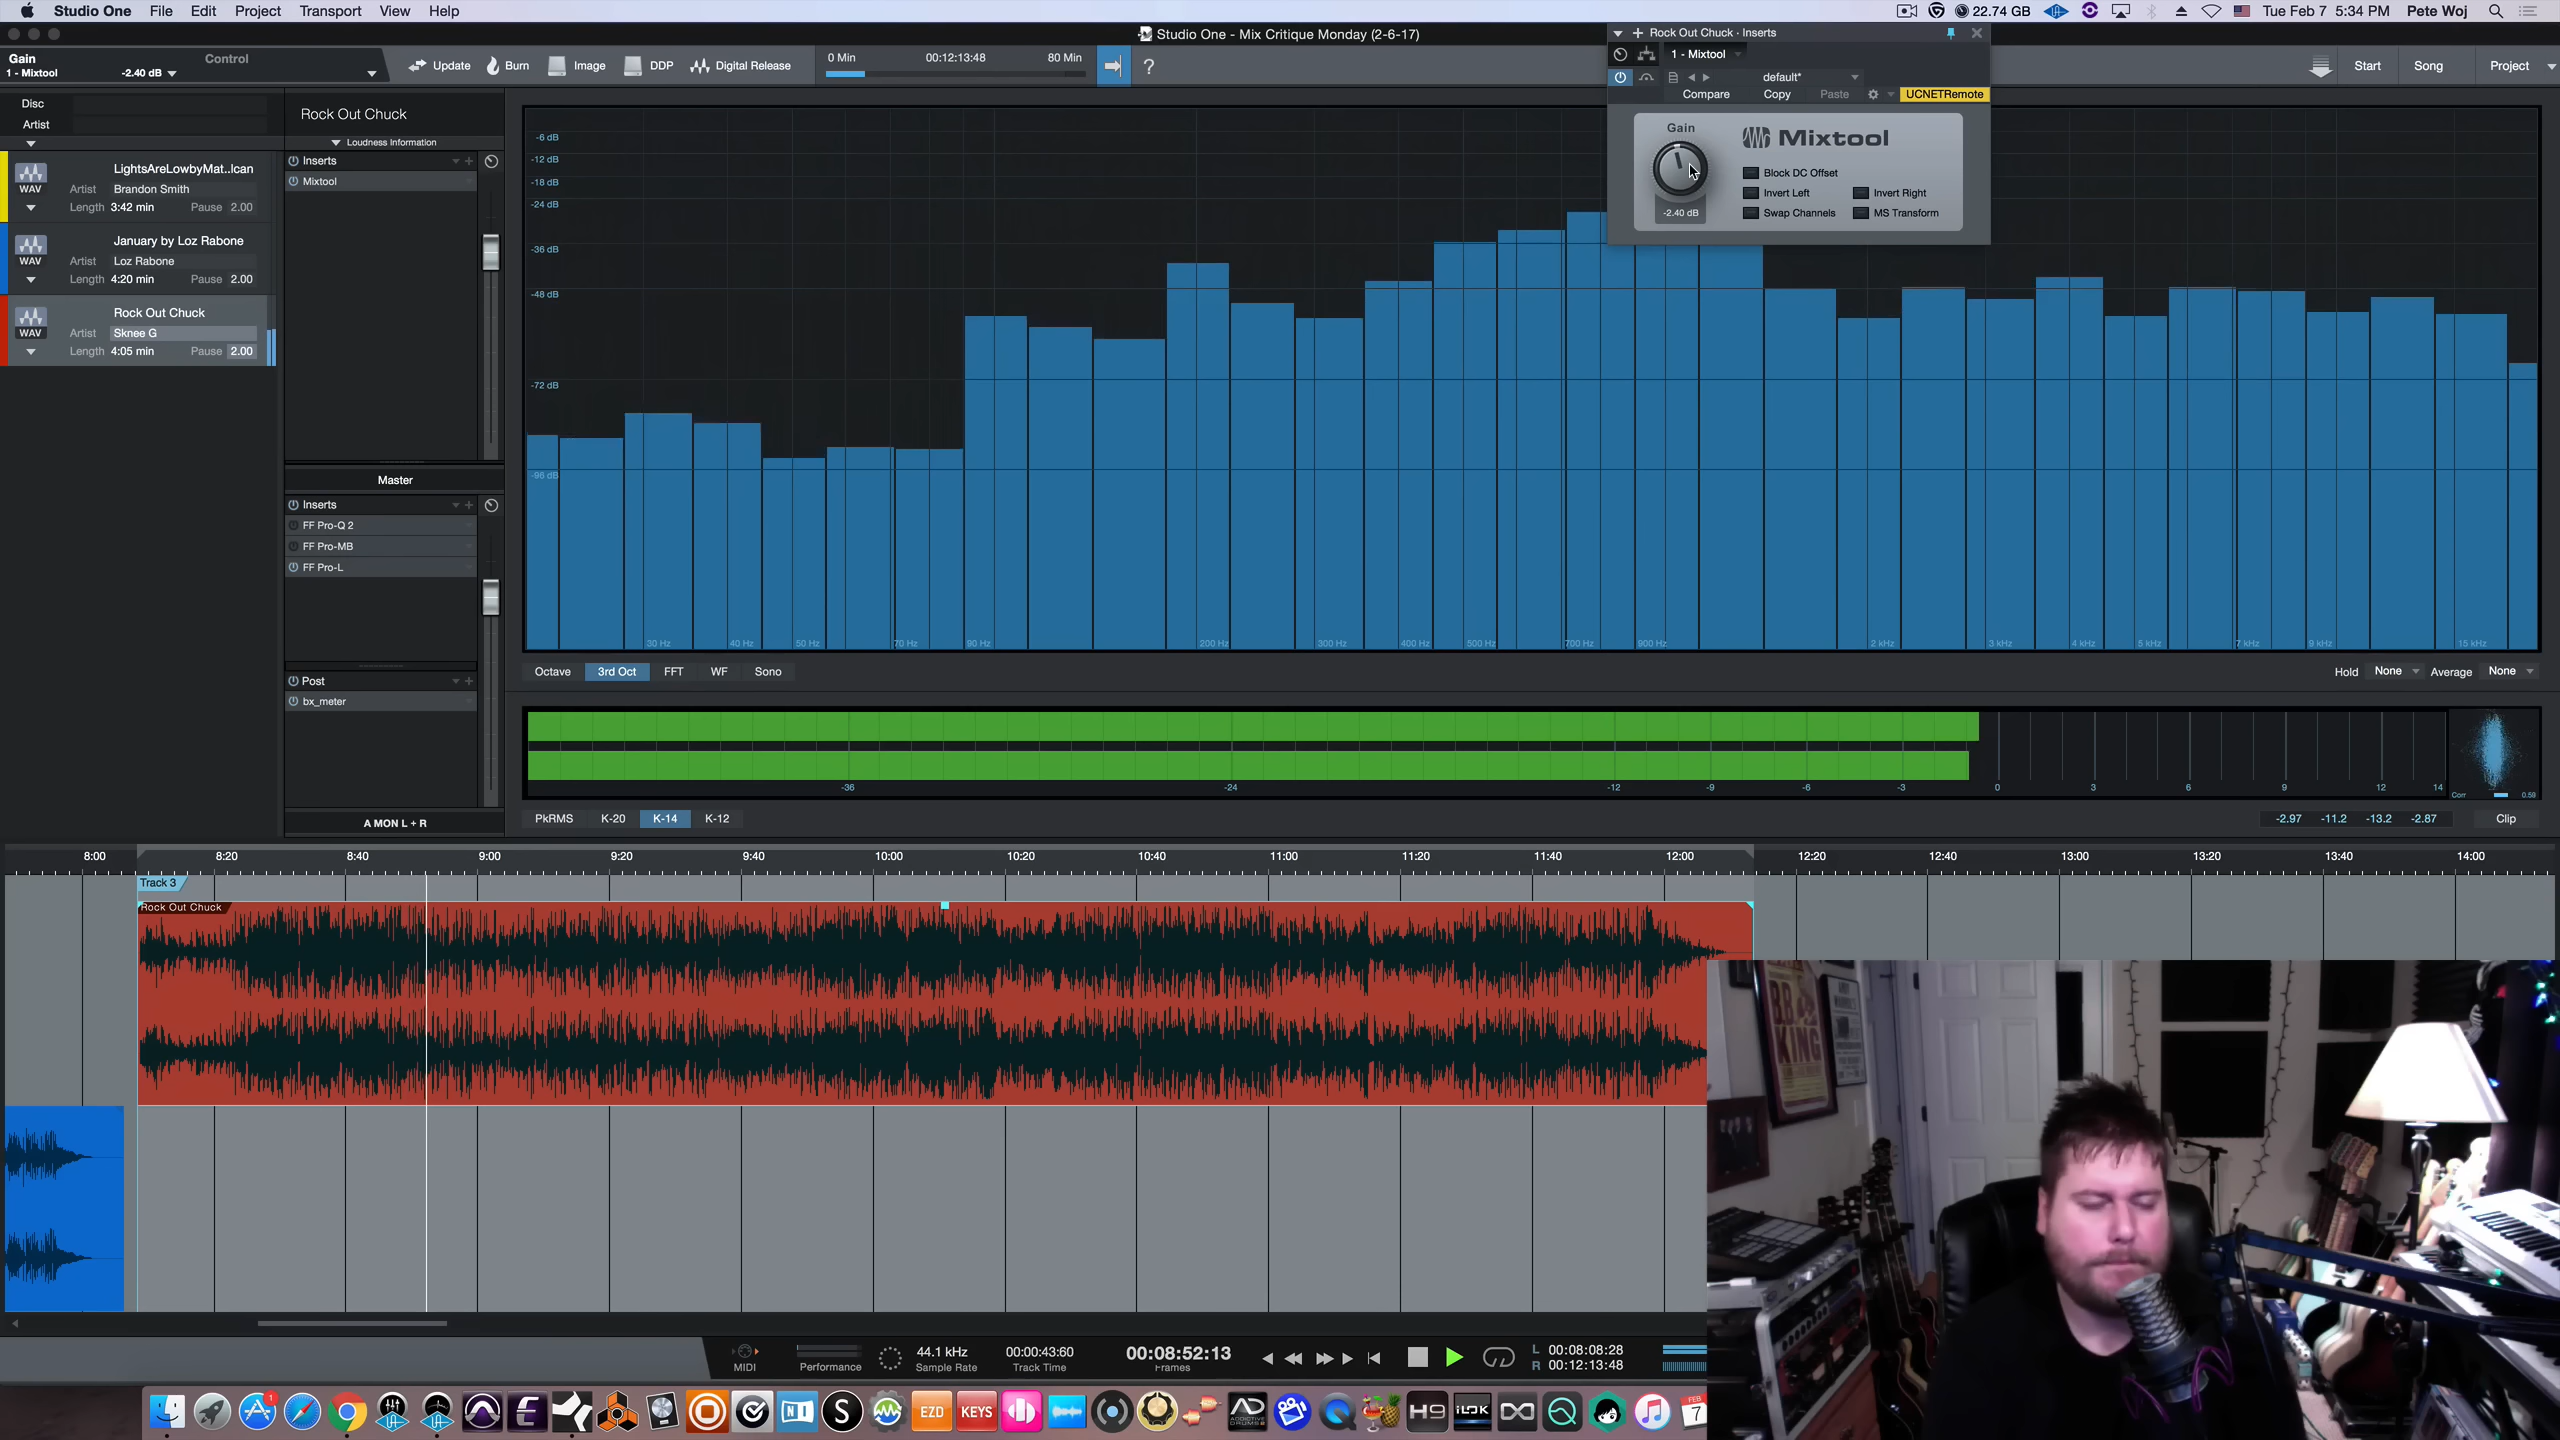 Studio One File Edit Project Transport View Help
22.74 GB Tue Feb 7 5:34 PM Pete Woj
Studio One - Mix Critique Monday (2-6-17)
Rock Out Chuck - Inserts
Gain Control
1 - Mixtool -2.40 dB
Update Burn Image DDP Digital Release
0 Min 00:12:13:48 80 Min
?
1 - Mixtool
default*
Compare Copy Paste UCNETRemote
Start Song Project
Gain
Mixtool
-2.40 dB
Block DC Offset
Invert Left Invert Right
Swap Channels MS Transform
Disc
Artist
WAV
LightsAreLowbyMat..lcan
Artist Brandon Smith
Length 3:42 min Pause 2.00
WAV
January by Loz Rabone
Artist Loz Rabone
Length 4:20 min Pause 2.00
WAV
Rock Out Chuck
Artist Sknee G
Length 4:05 min Pause 2.00
Rock Out Chuck
Loudness Information
Inserts
Mixtool
Master
Inserts
FF Pro-Q 2
FF Pro-MB
FF Pro-L
Post
bx_meter
A MON L + R
-6 dB
-12 dB
-18 dB
-24 dB
-36 dB
-48 dB
-72 dB
-96 dB
30 Hz 40 Hz 50 Hz 70 Hz 90 Hz 200 Hz 300 Hz 400 Hz 500 Hz 700 Hz 900 Hz 2 kHz 3 kHz 4 kHz 5 kHz 7 kHz 9 kHz 15 kHz
Octave 3rd Oct FFT WF Sono
Hold None Average None
-36 -24 -12 -9 -6 -3 0 3 6 9 12 14
Corr 0.58
PkRMS K-20 K-14 K-12
-2.97 -11.2 -13.2 -2.87 Clip
8:00 8:20 8:40 9:00 9:20 9:40 10:00 10:20 10:40 11:00 11:20 11:40 12:00 12:20 12:40 13:00 13:20 13:40 14:00
Track 3
Rock Out Chuck
BB
KING
MIDI
Performance
44.1 kHz
Sample Rate
00:00:43:60
Track Time
00:08:52:13
Frames
L 00:08:08:28
R 00:12:13:48
1
EZD
KEYS
S
AD
H9
iLOK
FEB
7